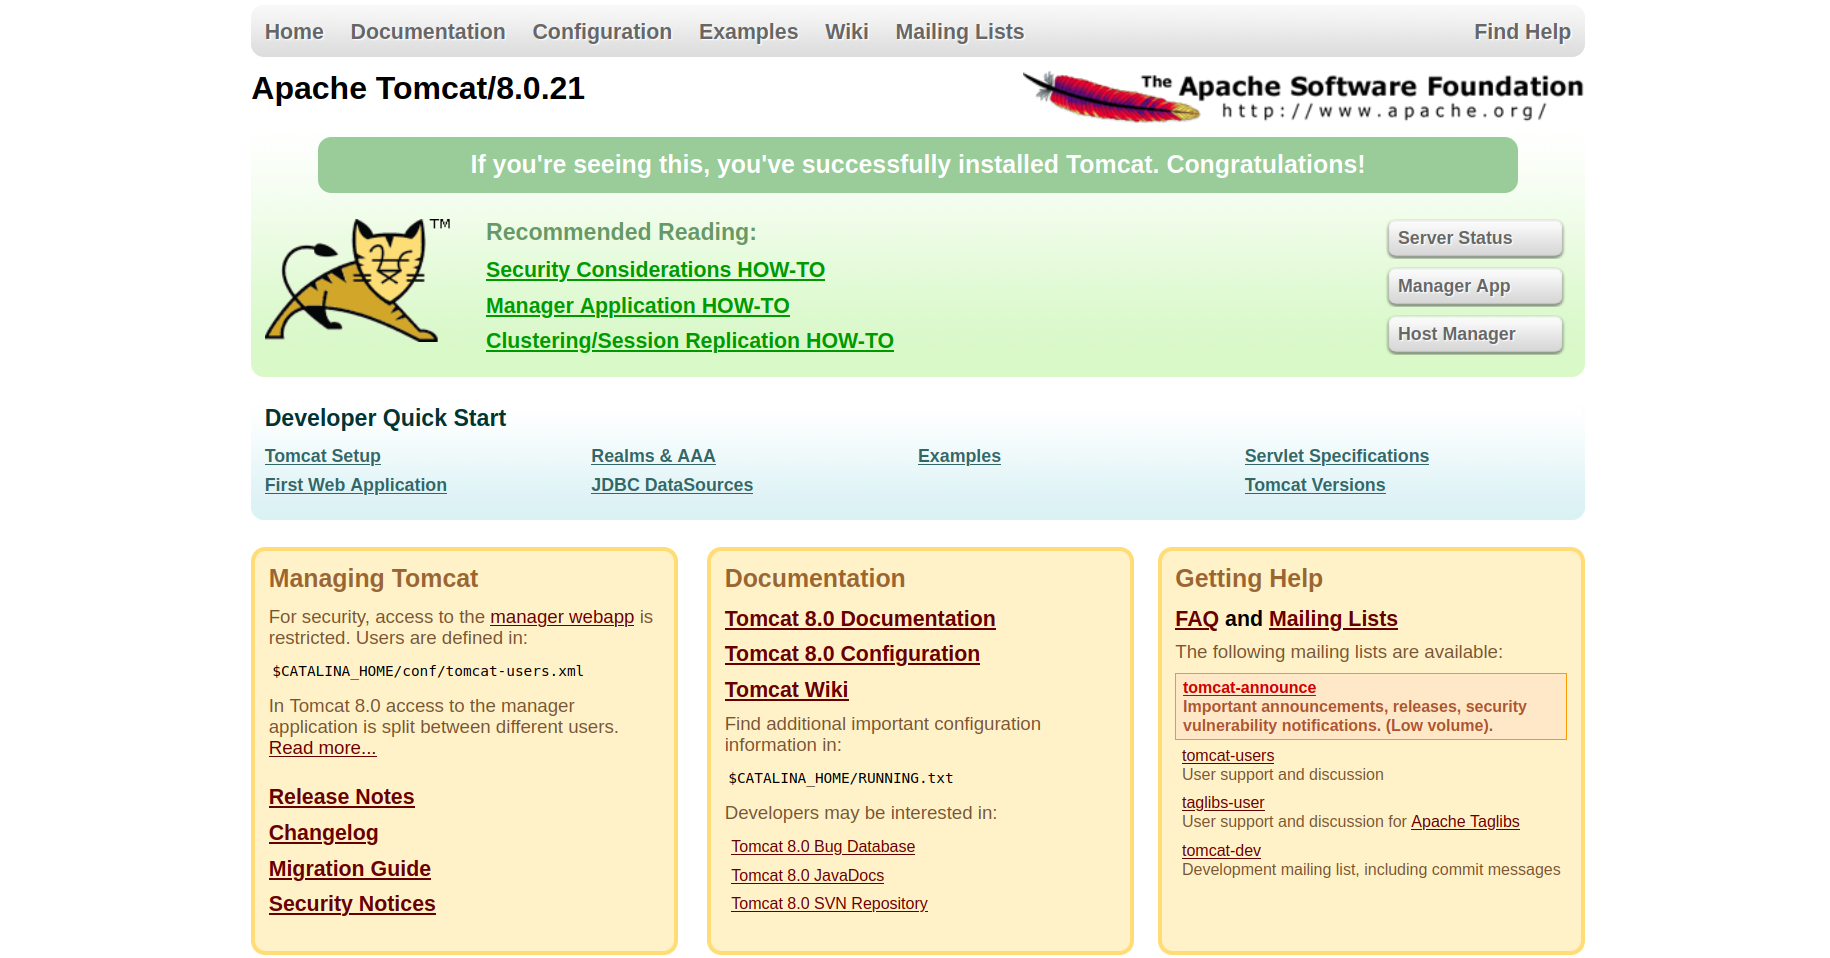 Home Documentation Configuration Examples Wiki Mailing Lists Find Help
Apache Tomcat/8.0.21
The Apache Software Foundation
http://www.apache.org/
If you're seeing this, you've successfully installed Tomcat. Congratulations!
TM
Recommended Reading:
Security Considerations HOW-TO
Manager Application HOW-TO
Clustering/Session Replication HOW-TO
Server Status
Manager App
Host Manager
Developer Quick Start
Tomcat Setup
First Web Application
Realms & AAA
JDBC DataSources
Examples
Servlet Specifications
Tomcat Versions
Managing Tomcat
For security, access to the manager webapp is
restricted. Users are defined in:
$CATALINA_HOME/conf/tomcat-users.xml
In Tomcat 8.0 access to the manager
application is split between different users.
Read more...
Release Notes
Changelog
Migration Guide
Security Notices
Documentation
Tomcat 8.0 Documentation
Tomcat 8.0 Configuration
Tomcat Wiki
Find additional important configuration
information in:
$CATALINA_HOME/RUNNING.txt
Developers may be interested in:
Tomcat 8.0 Bug Database
Tomcat 8.0 JavaDocs
Tomcat 8.0 SVN Repository
Getting Help
FAQ and Mailing Lists
The following mailing lists are available:
tomcat-announce
Important announcements, releases, security
vulnerability notifications. (Low volume).
tomcat-users
User support and discussion
taglibs-user
User support and discussion for Apache Taglibs
tomcat-dev
Development mailing list, including commit messages